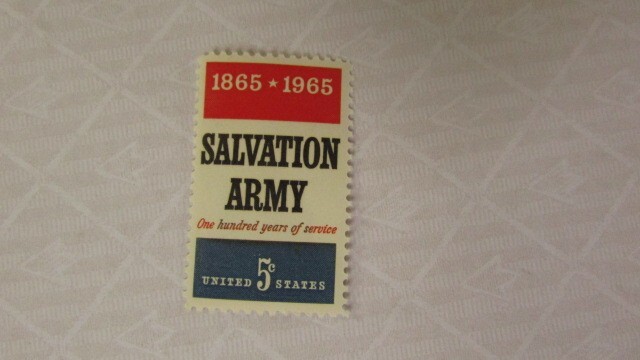 1865 ★ 1965
SALVATION
ARMY
One hundred years of service
UNITED 5c STATES